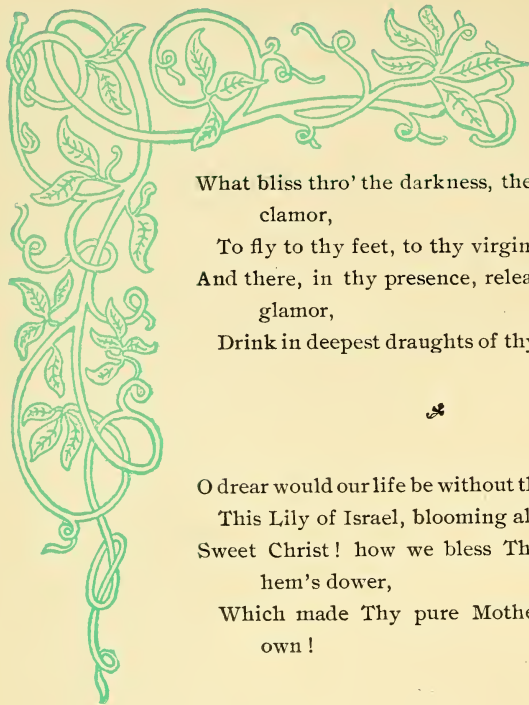 What bliss thro' the darkness, the
clamor,
To fly to thy feet, to thy virgin
And there, in thy presence, relea
glamor,
Drink in deepest draughts of thy
O drear would our life be without
This Lily of Israel, blooming al
Sweet Christ! how we bless Th
hem's dower,
Which made Thy pure Mothe
own!